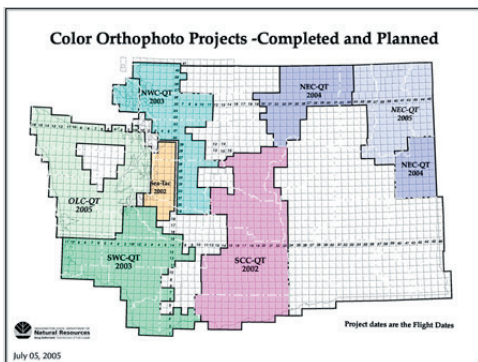 Color Orthophoto Projects -Completed and Planned
NWC-QT
2003
NEC-QT
2004
NEC-QT
2005
NEC-QT
2004
Sea-Tac
2002
OLC-QT
2005
SWC-QT
2003
SCC-QT
2002
Natural Resources
Project dates are the Flight Dates
July 05, 2005